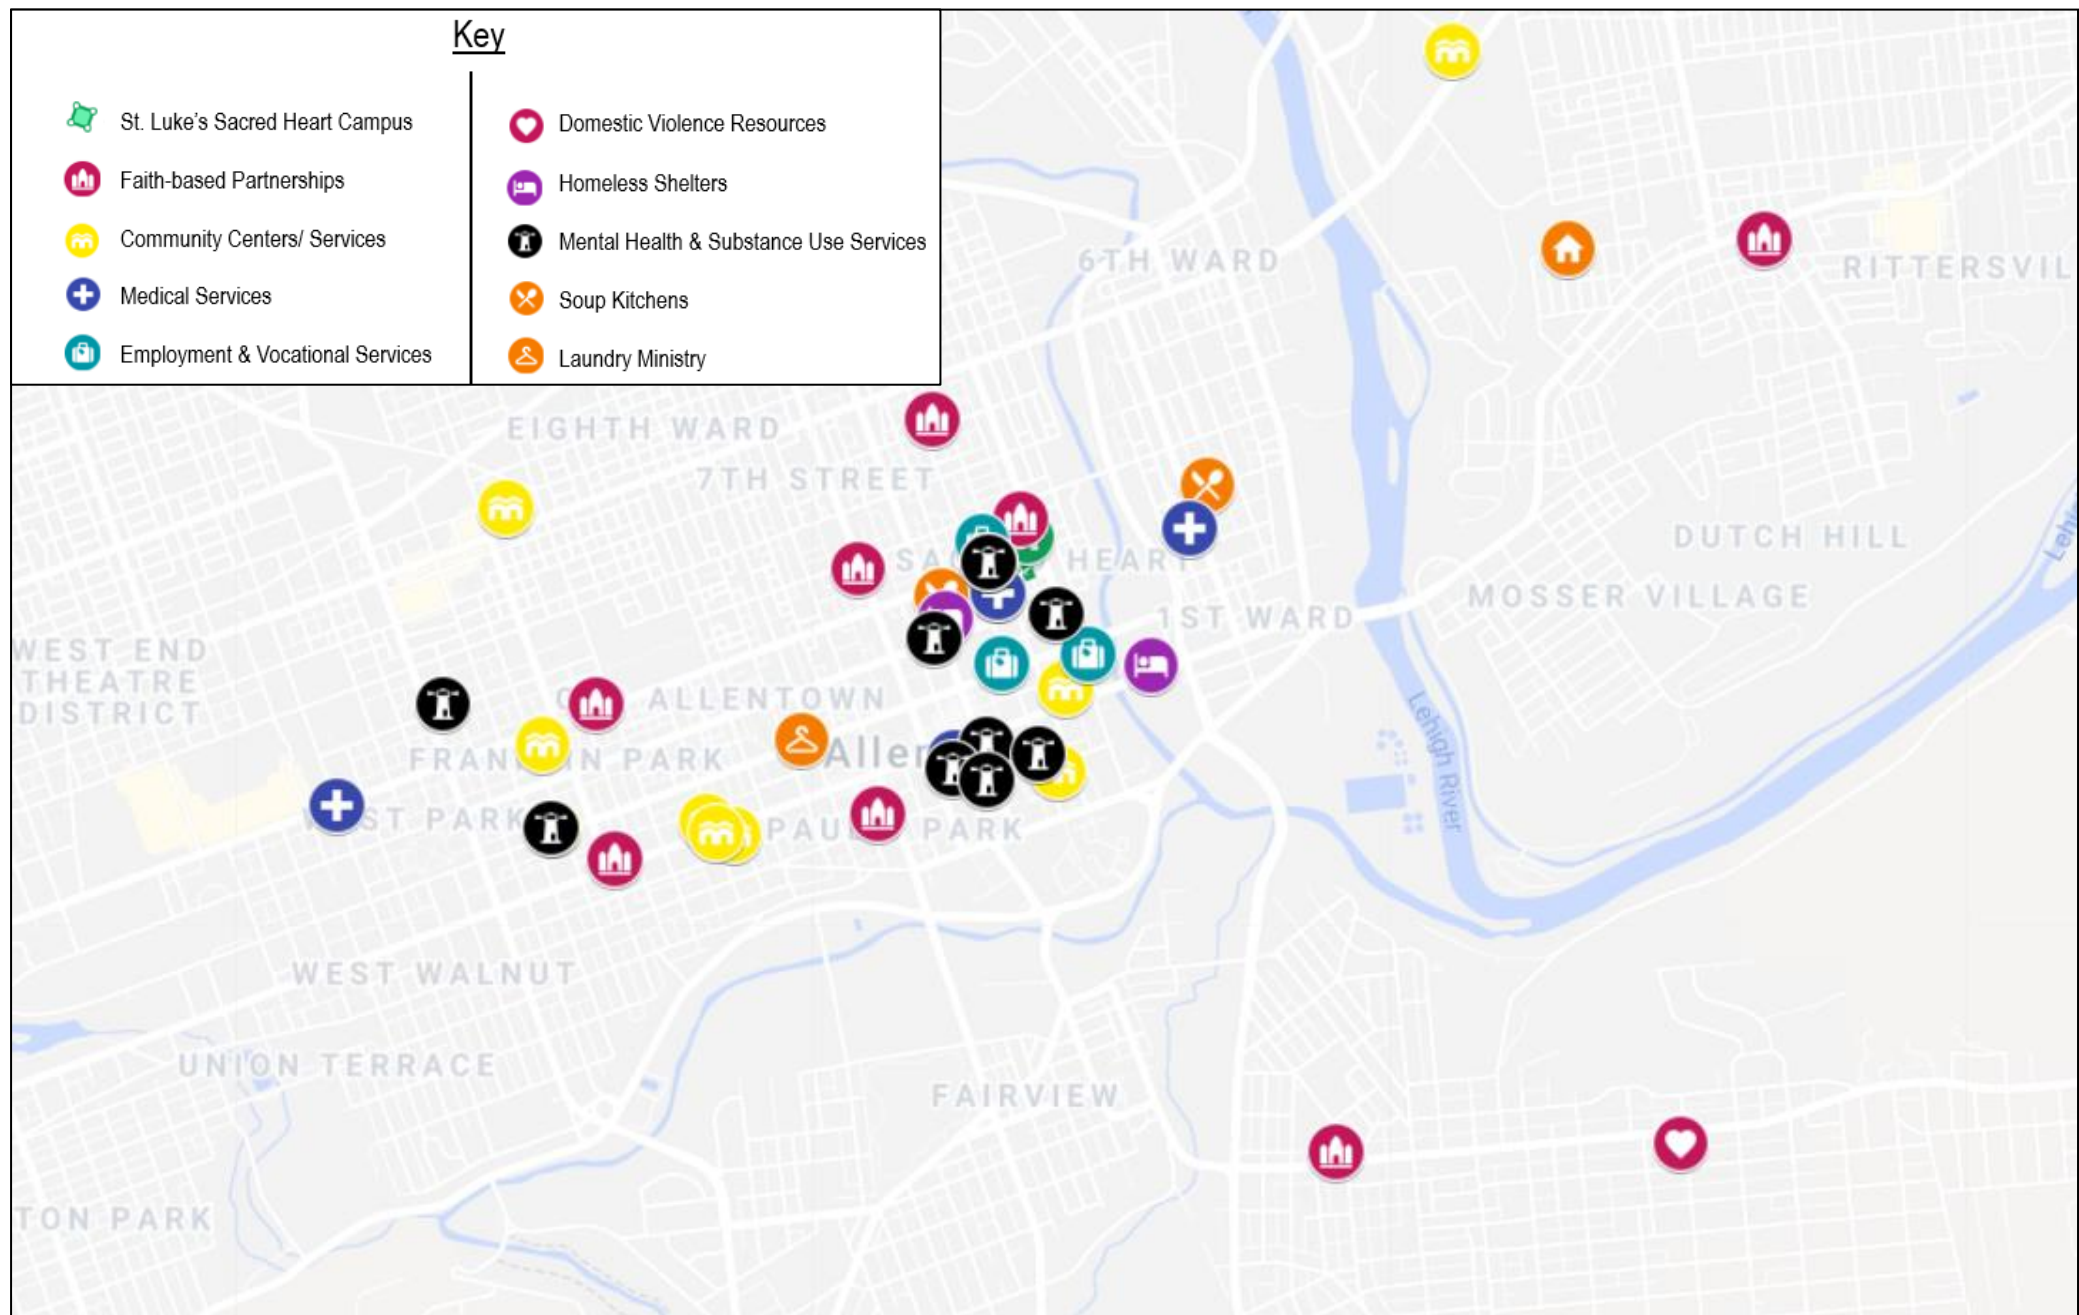 Key
St. Luke's Sacred Heart Campus
Faith-based Partnerships
Community Centers/ Services
Medical Services
Employment & Vocational Services
Domestic Violence Resources
Homeless Shelters
Mental Health & Substance Use Services
Soup Kitchens
Laundry Ministry
6TH WARD
RITTERSVIL
EIGHTH WARD
7TH STREET
HEART
DUTCH HILL
MOSSER VILLAGE
1ST WARD
WEST END
THEATRE
DISTRICT
ALLENTOWN
PARK
Allen
PARK
PARK
Lehigh River
WEST WALNUT
UNION TERRACE
FAIRVIEW
TON PARK